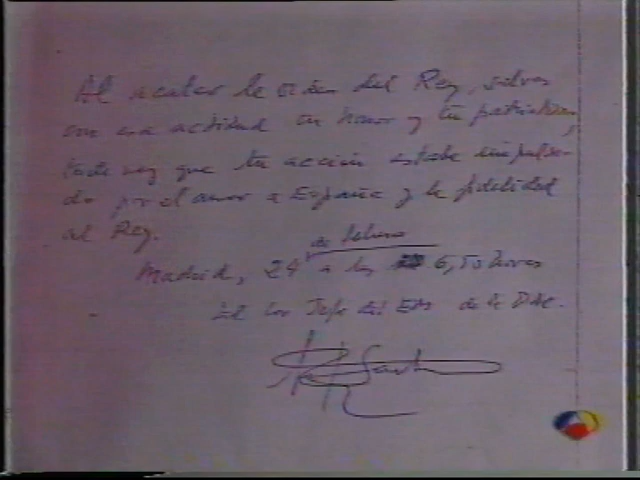 Al acatar la orden del Rey, salvas
con esa actitud tu honor y tu patriotismo,
toda vez que tu acción estaba impulsa-
do por el amor a España y la fidelidad
al Rey.
de febrero
Madrid, 24 a las 6,50 horas
El Jefe del de la